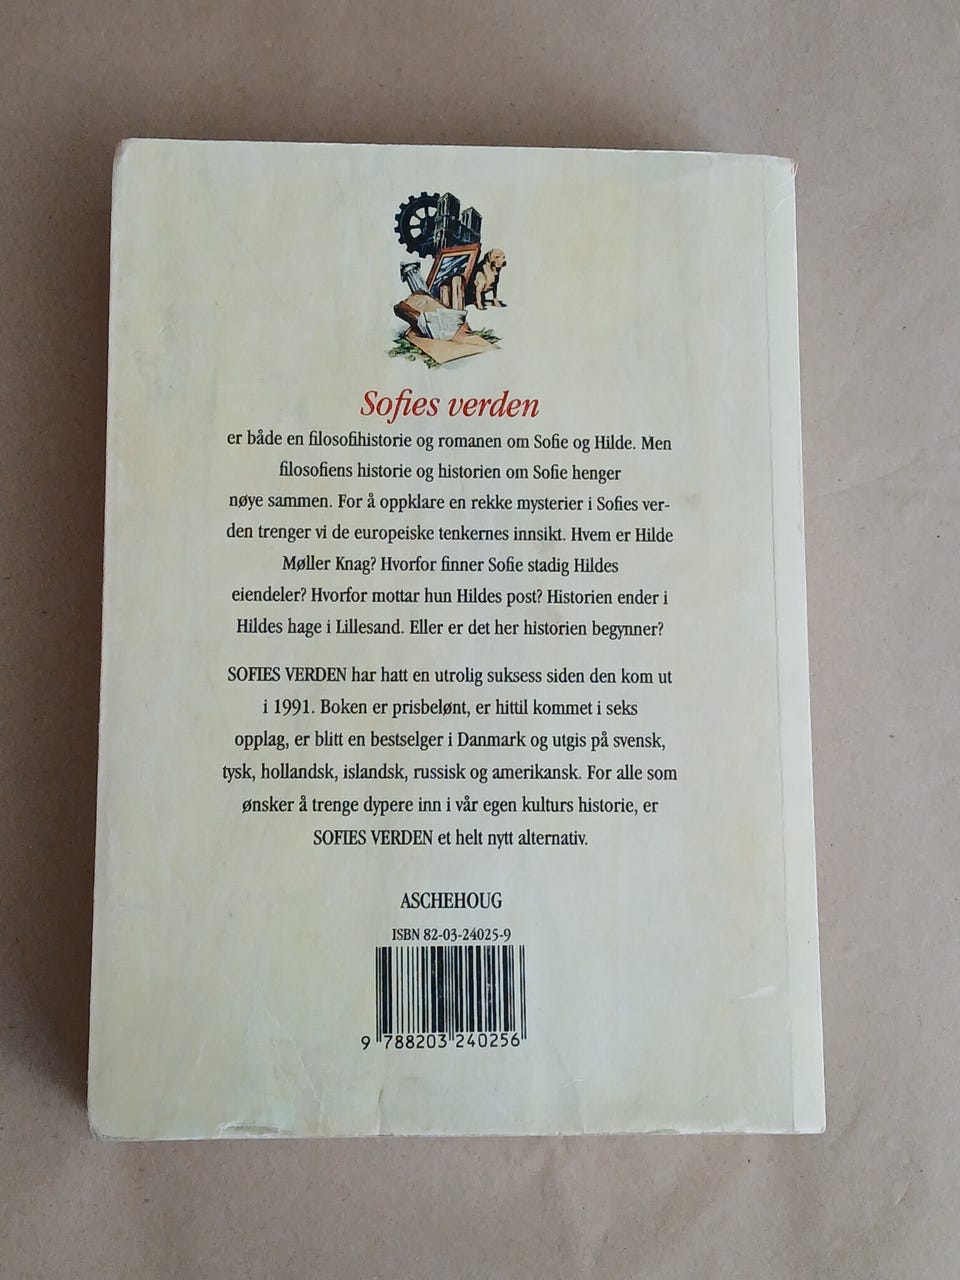 Sofies verden
er både en filosofihistorie og romanen om Sofie og Hilde. Men
filosofiens historie og historien om Sofie henger
nøye sammen. For å oppklare en rekke mysterier i Sofies ver-
den trenger vi de europeiske tenkernes innsikt. Hvem er Hilde
Møller Knag? Hvorfor finner Sofie stadig Hildes
eiendeler? Hvorfor mottar hun Hildes post? Historien ender i
Hildes hage i Lillesand. Eller er det her historien begynner?
SOFIES VERDEN har hatt en utrolig suksess siden den kom ut
i 1991. Boken er prisbelønt, er hittil kommet i seks
opplag, er blitt en bestselger i Danmark og utgis på svensk,
tysk, hollandsk, islandsk, russisk og amerikansk. For alle som
ønsker å trenge dypere inn i vår egen kulturs historie, er
SOFIES VERDEN et helt nytt alternativ.
ASCHEHOUG
ISBN 82-03-24025-9
9 788203 240256